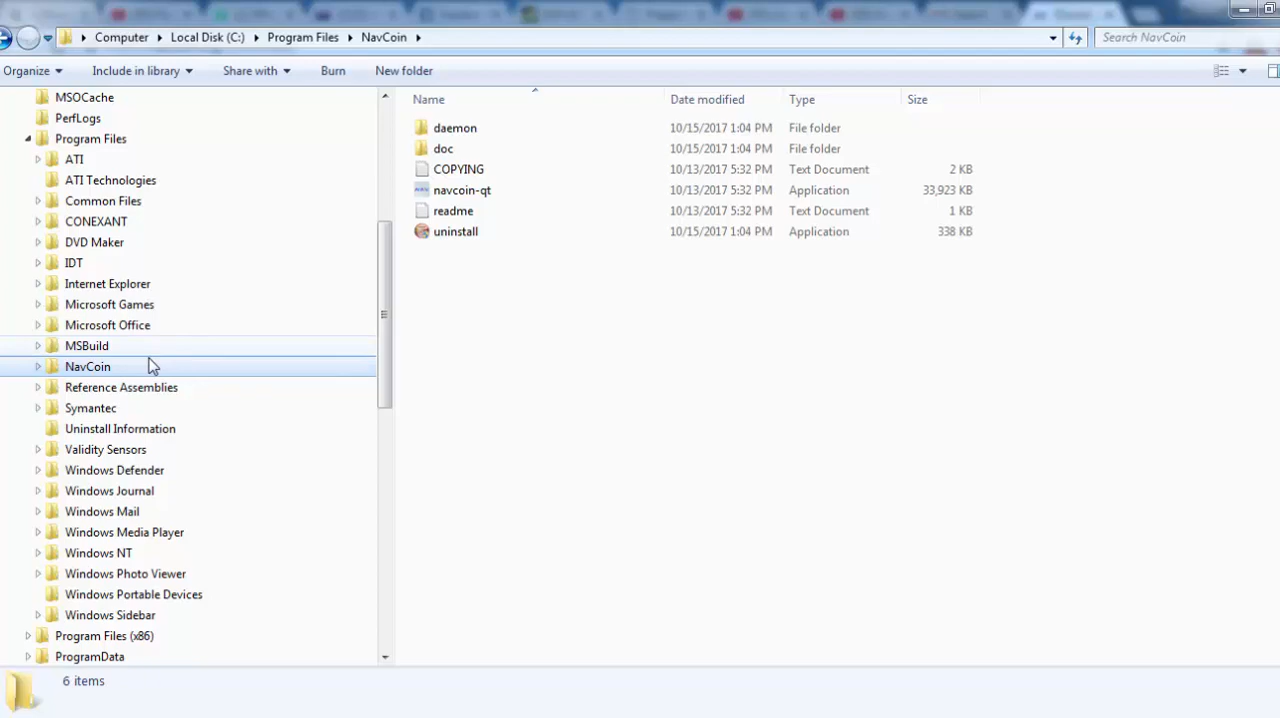 Computer Local Disk (C:) Program Files NavCoin Search NavCoin
Organize Include in library Share with Burn New folder
MSOCache
PerfLogs
Program Files
ATI
ATI Technologies
Common Files
CONEXANT
DVD Maker
IDT
Internet Explorer
Microsoft Games
Microsoft Office
MSBuild
NavCoin
Reference Assemblies
Symantec
Uninstall Information
Validity Sensors
Windows Defender
Windows Journal
Windows Mail
Windows Media Player
Windows NT
Windows Photo Viewer
Windows Portable Devices
Windows Sidebar
Program Files (x86)
ProgramData
Name Date modified Type Size
daemon 10/15/2017 1:04 PM File folder
doc 10/15/2017 1:04 PM File folder
COPYING 10/13/2017 5:32 PM Text Document 2 KB
navcoin-qt 10/13/2017 5:32 PM Application 33,923 KB
readme 10/13/2017 5:32 PM Text Document 1 KB
uninstall 10/15/2017 1:04 PM Application 338 KB
6 items